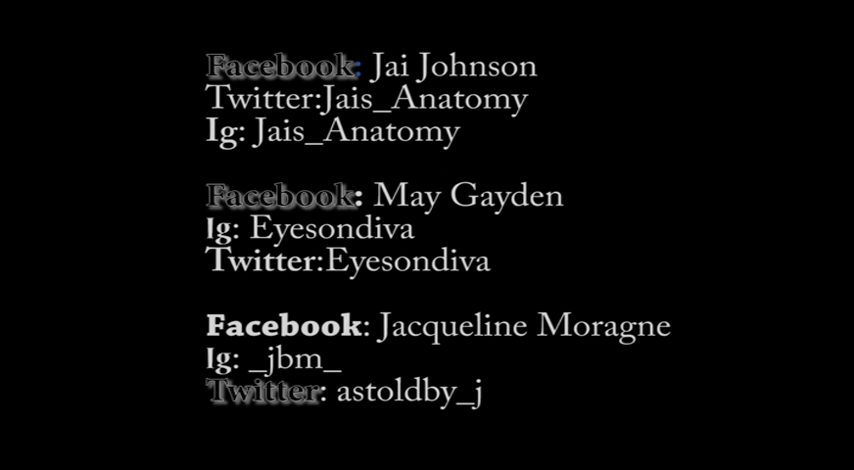 Facebook: Jai Johnson
Twitter:Jais_Anatomy
Ig: Jais_Anatomy
Facebook: May Gayden
Ig: Eyesondiva
Twitter:Eyesondiva
Facebook: Jacqueline Moragne
Ig: _jbm_
Twitter: astoldby_j